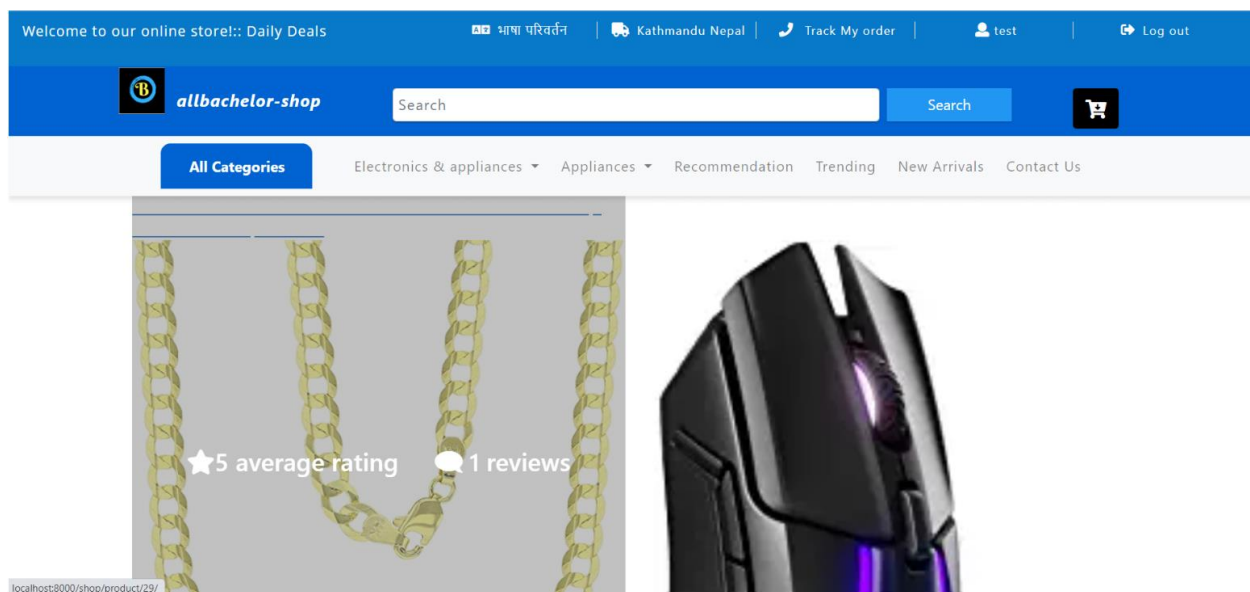 Welcome to our online store!:: Daily Deals
भाषा परिवर्तन
Kathmandu Nepal
Track My order
test
Log out
B
allbachelor-shop
Search
Search
All Categories
Electronics & appliances
Appliances
Recommendation
Trending
New Arrivals
Contact Us
5 average rating
1 reviews
localhost:8000/shop/product/29/